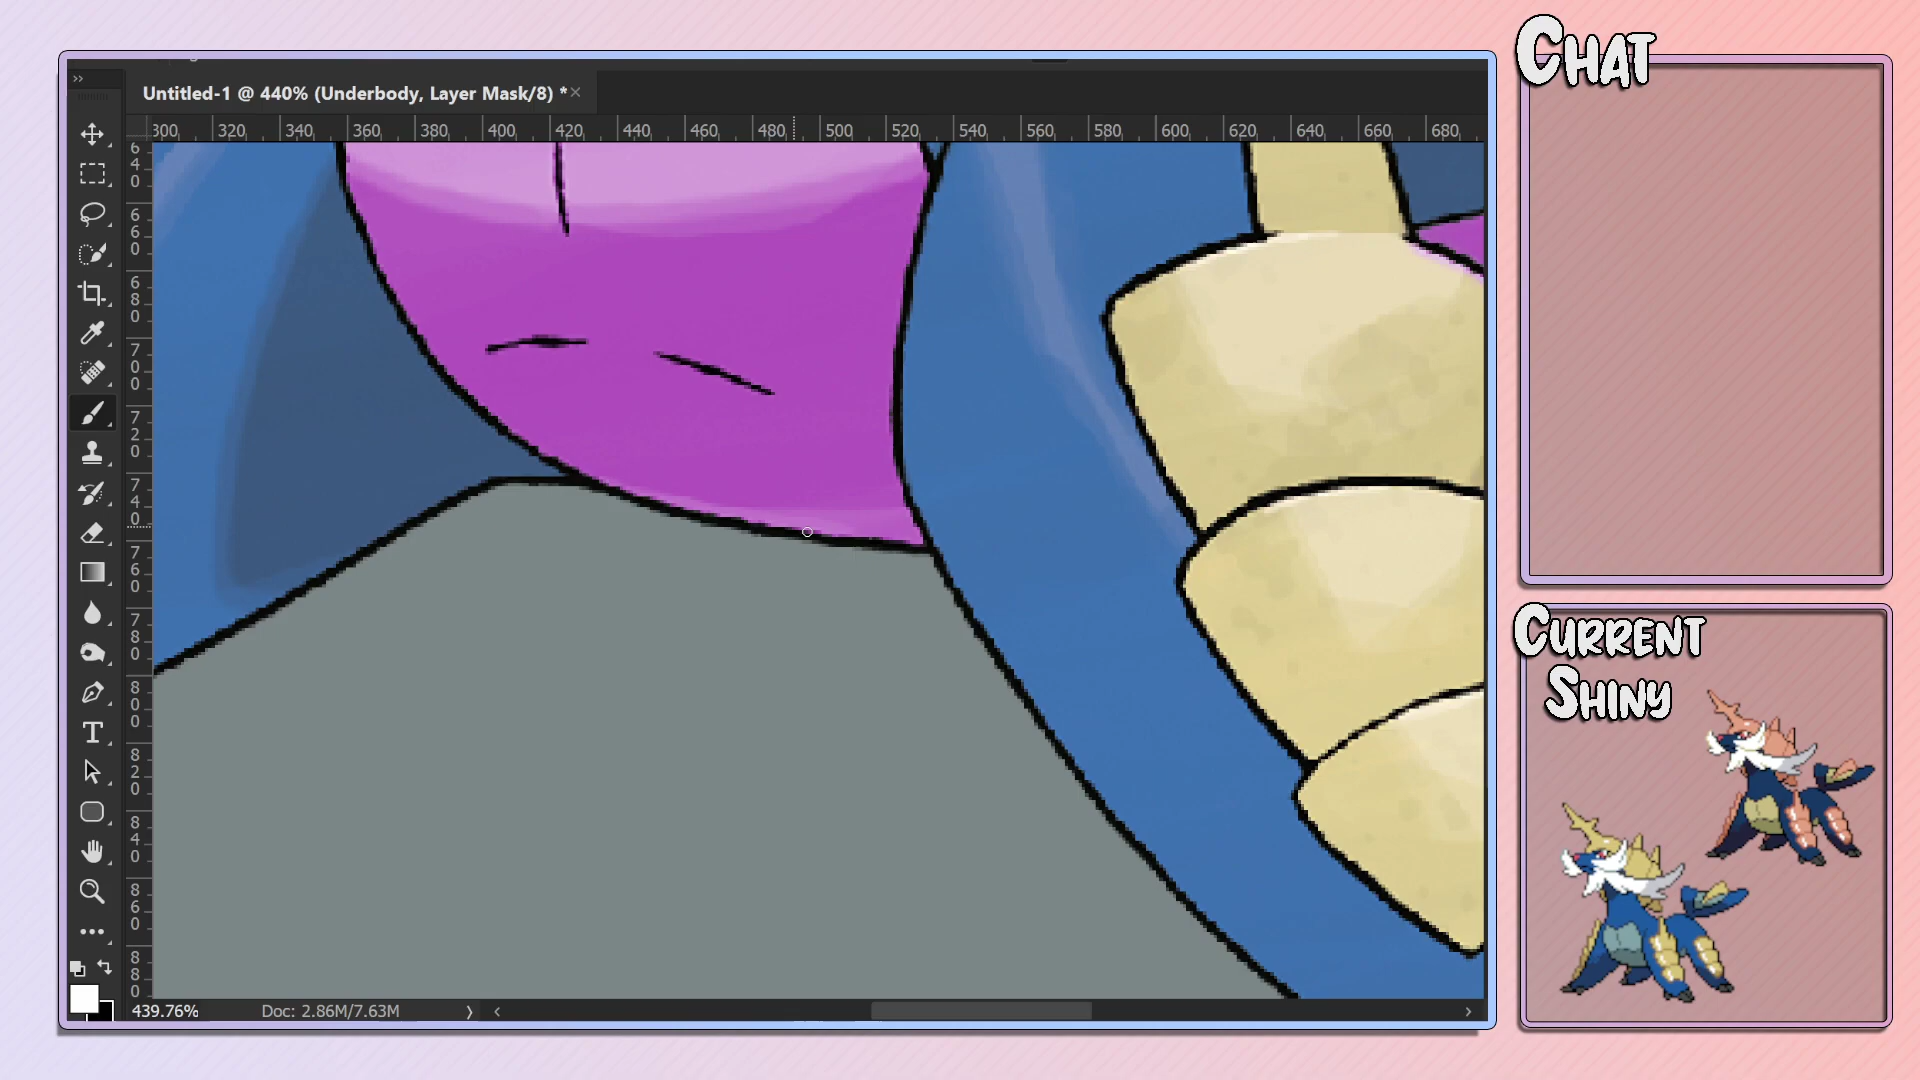 CHAT
Untitled-1 @ 440% (Underbody, Layer Mask/8) *
300 320 340 360 380 400 420 440 460 480 500 520 540 560 580 600 620 640 660 680
640
660
680
700
720
740
760
780
800
820
840
860
880
T
439.76% Doc: 2.86M/7.63M
CURRENT
SHINY